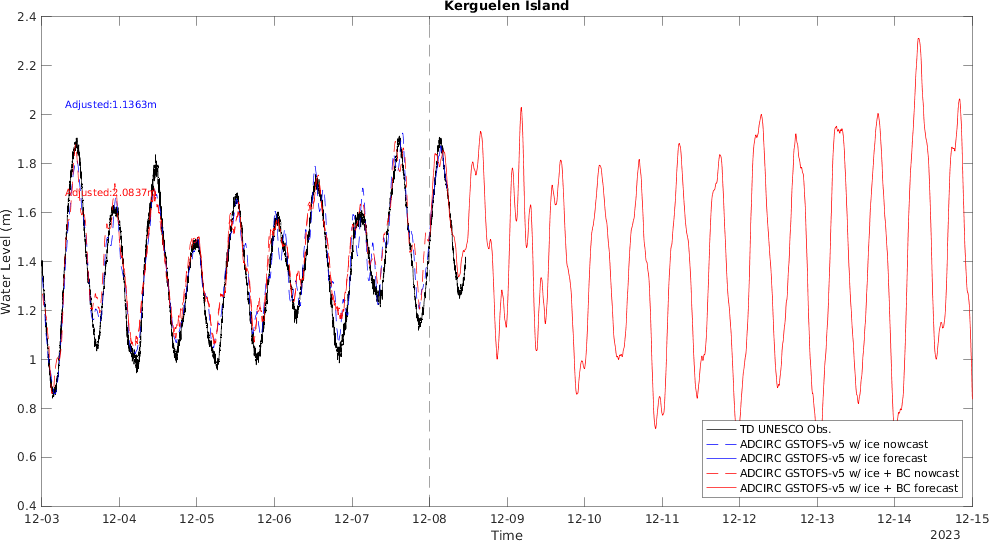 Kerguelen Island
2.4
2.2
2
1.8
1.6
1.4
1.2
1
0.8
0.6
0.4
Water Level (m)
Adjusted:1.1363m
Adjusted:2.0837m
TD UNESCO Obs.
ADCIRC GSTOFS-v5 w/ ice nowcast
ADCIRC GSTOFS-v5 w/ ice forecast
ADCIRC GSTOFS-v5 w/ ice + BC nowcast
ADCIRC GSTOFS-v5 w/ ice + BC forecast
12-03 12-04 12-05 12-06 12-07 12-08 12-09 12-10 12-11 12-12 12-13 12-14 12-15
Time
2023